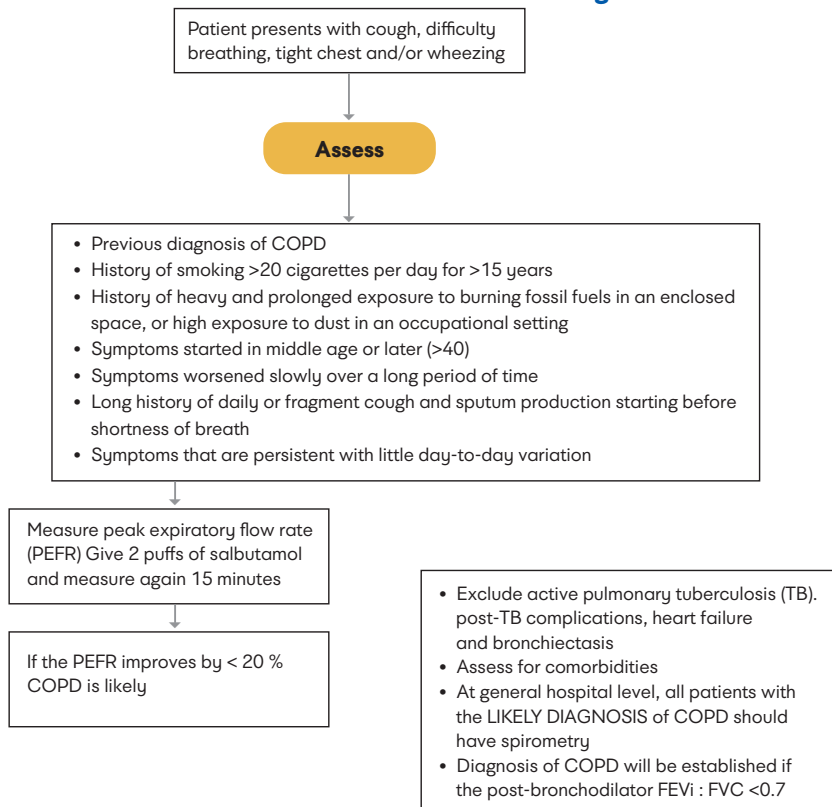 Patient presents with cough, difficulty
breathing, tight chest and/or wheezing
Assess
• Previous diagnosis of COPD
• History of smoking >20 cigarettes per day for >15 years
• History of heavy and prolonged exposure to burning fossil fuels in an enclosed
space, or high exposure to dust in an occupational setting
• Symptoms started in middle age or later (>40)
• Symptoms worsened slowly over a long period of time
• Long history of daily or fragment cough and sputum production starting before
shortness of breath
• Symptoms that are persistent with little day-to-day variation
Measure peak expiratory flow rate
(PEFR) Give 2 puffs of salbutamol
and measure again 15 minutes
If the PEFR improves by < 20 %
COPD is likely
• Exclude active pulmonary tuberculosis (TB).
post-TB complications, heart failure
and bronchiectasis
• Assess for comorbidities
• At general hospital level, all patients with
the LIKELY DIAGNOSIS of COPD should
have spirometry
• Diagnosis of COPD will be established if
the post-bronchodilator FEVi : FVC <0.7